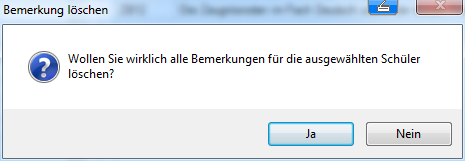 Bemerkung löschen
Wollen Sie wirklich alle Bemerkungen für die ausgewählten Schüler
löschen?
Ja
Nein